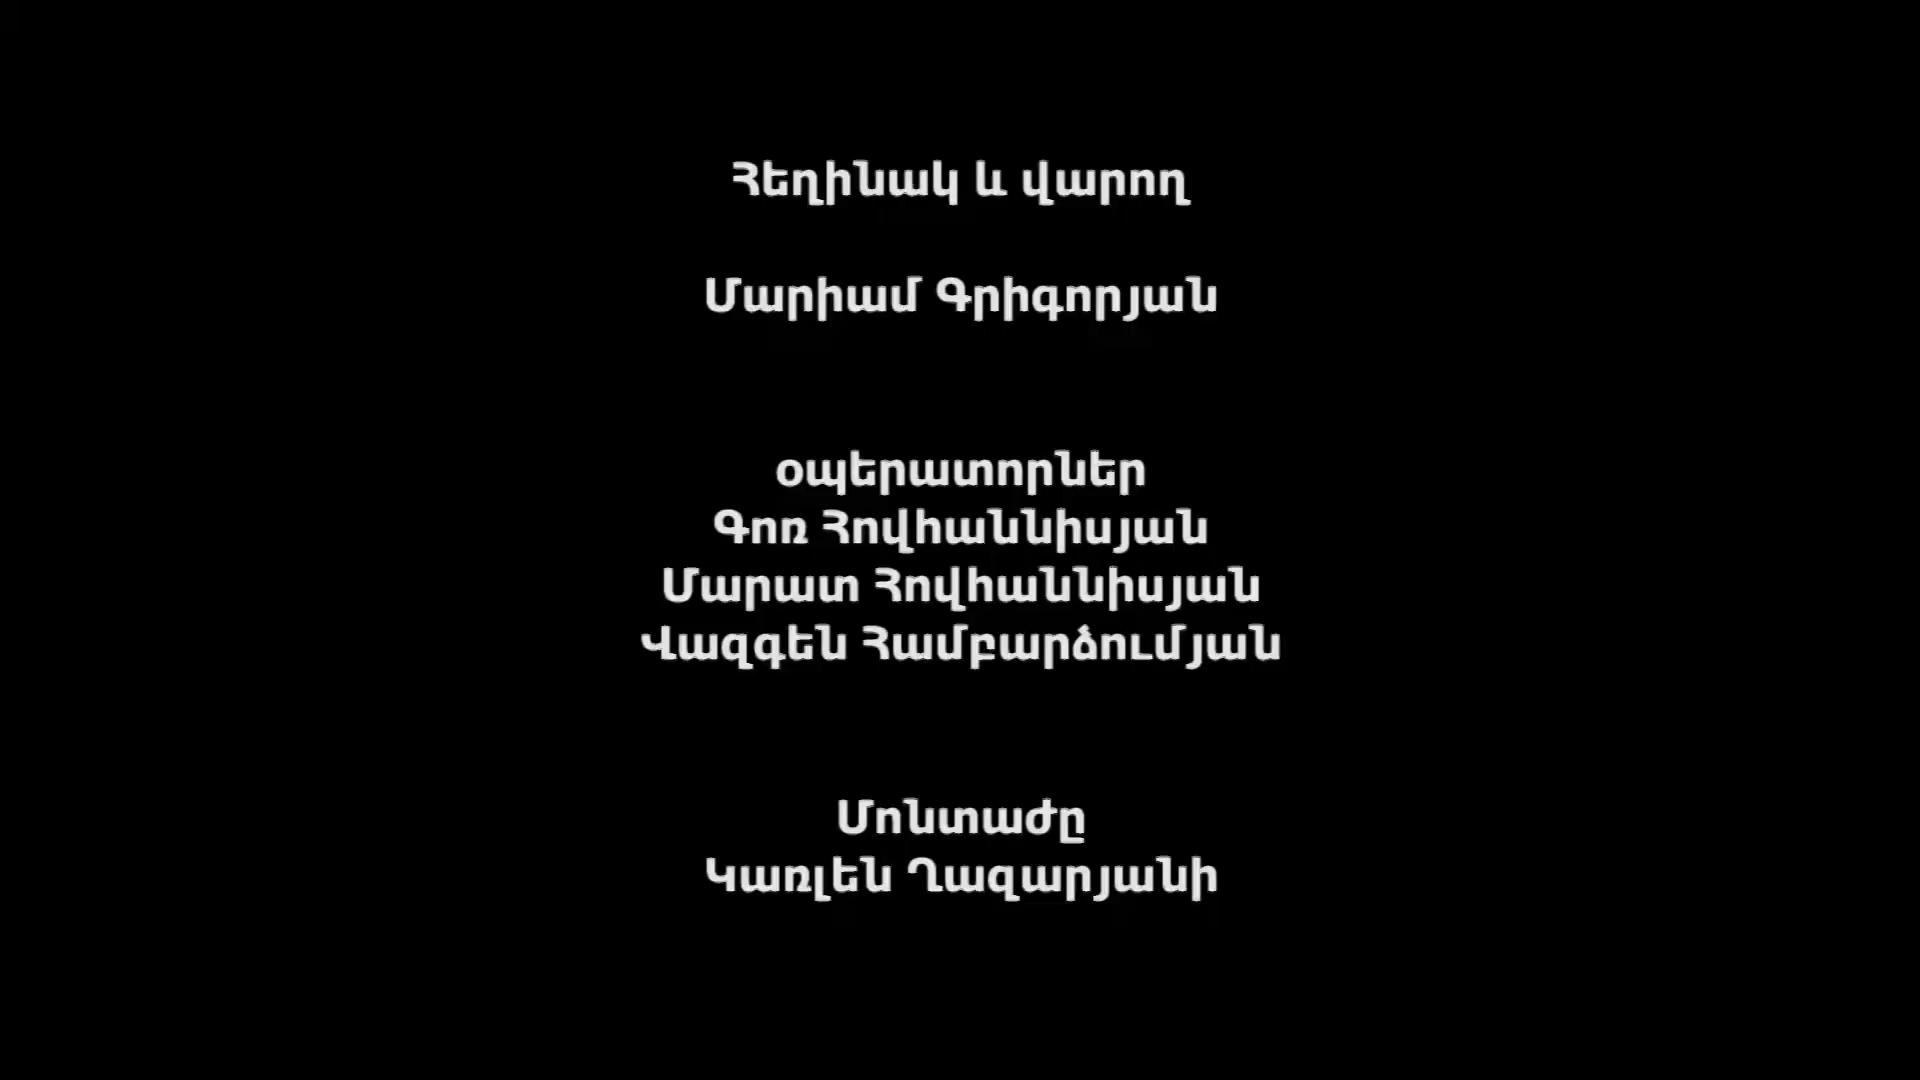 Հեղինակ և վարող
Մարիամ Գրիգորյան
օպերատորներ
Գոռ Հովհաննիսյան
Մարատ Հովհաննիսյան
Վազգեն Համբարձումյան
Մոնտաժը
Կառլեն Ղազարյանի